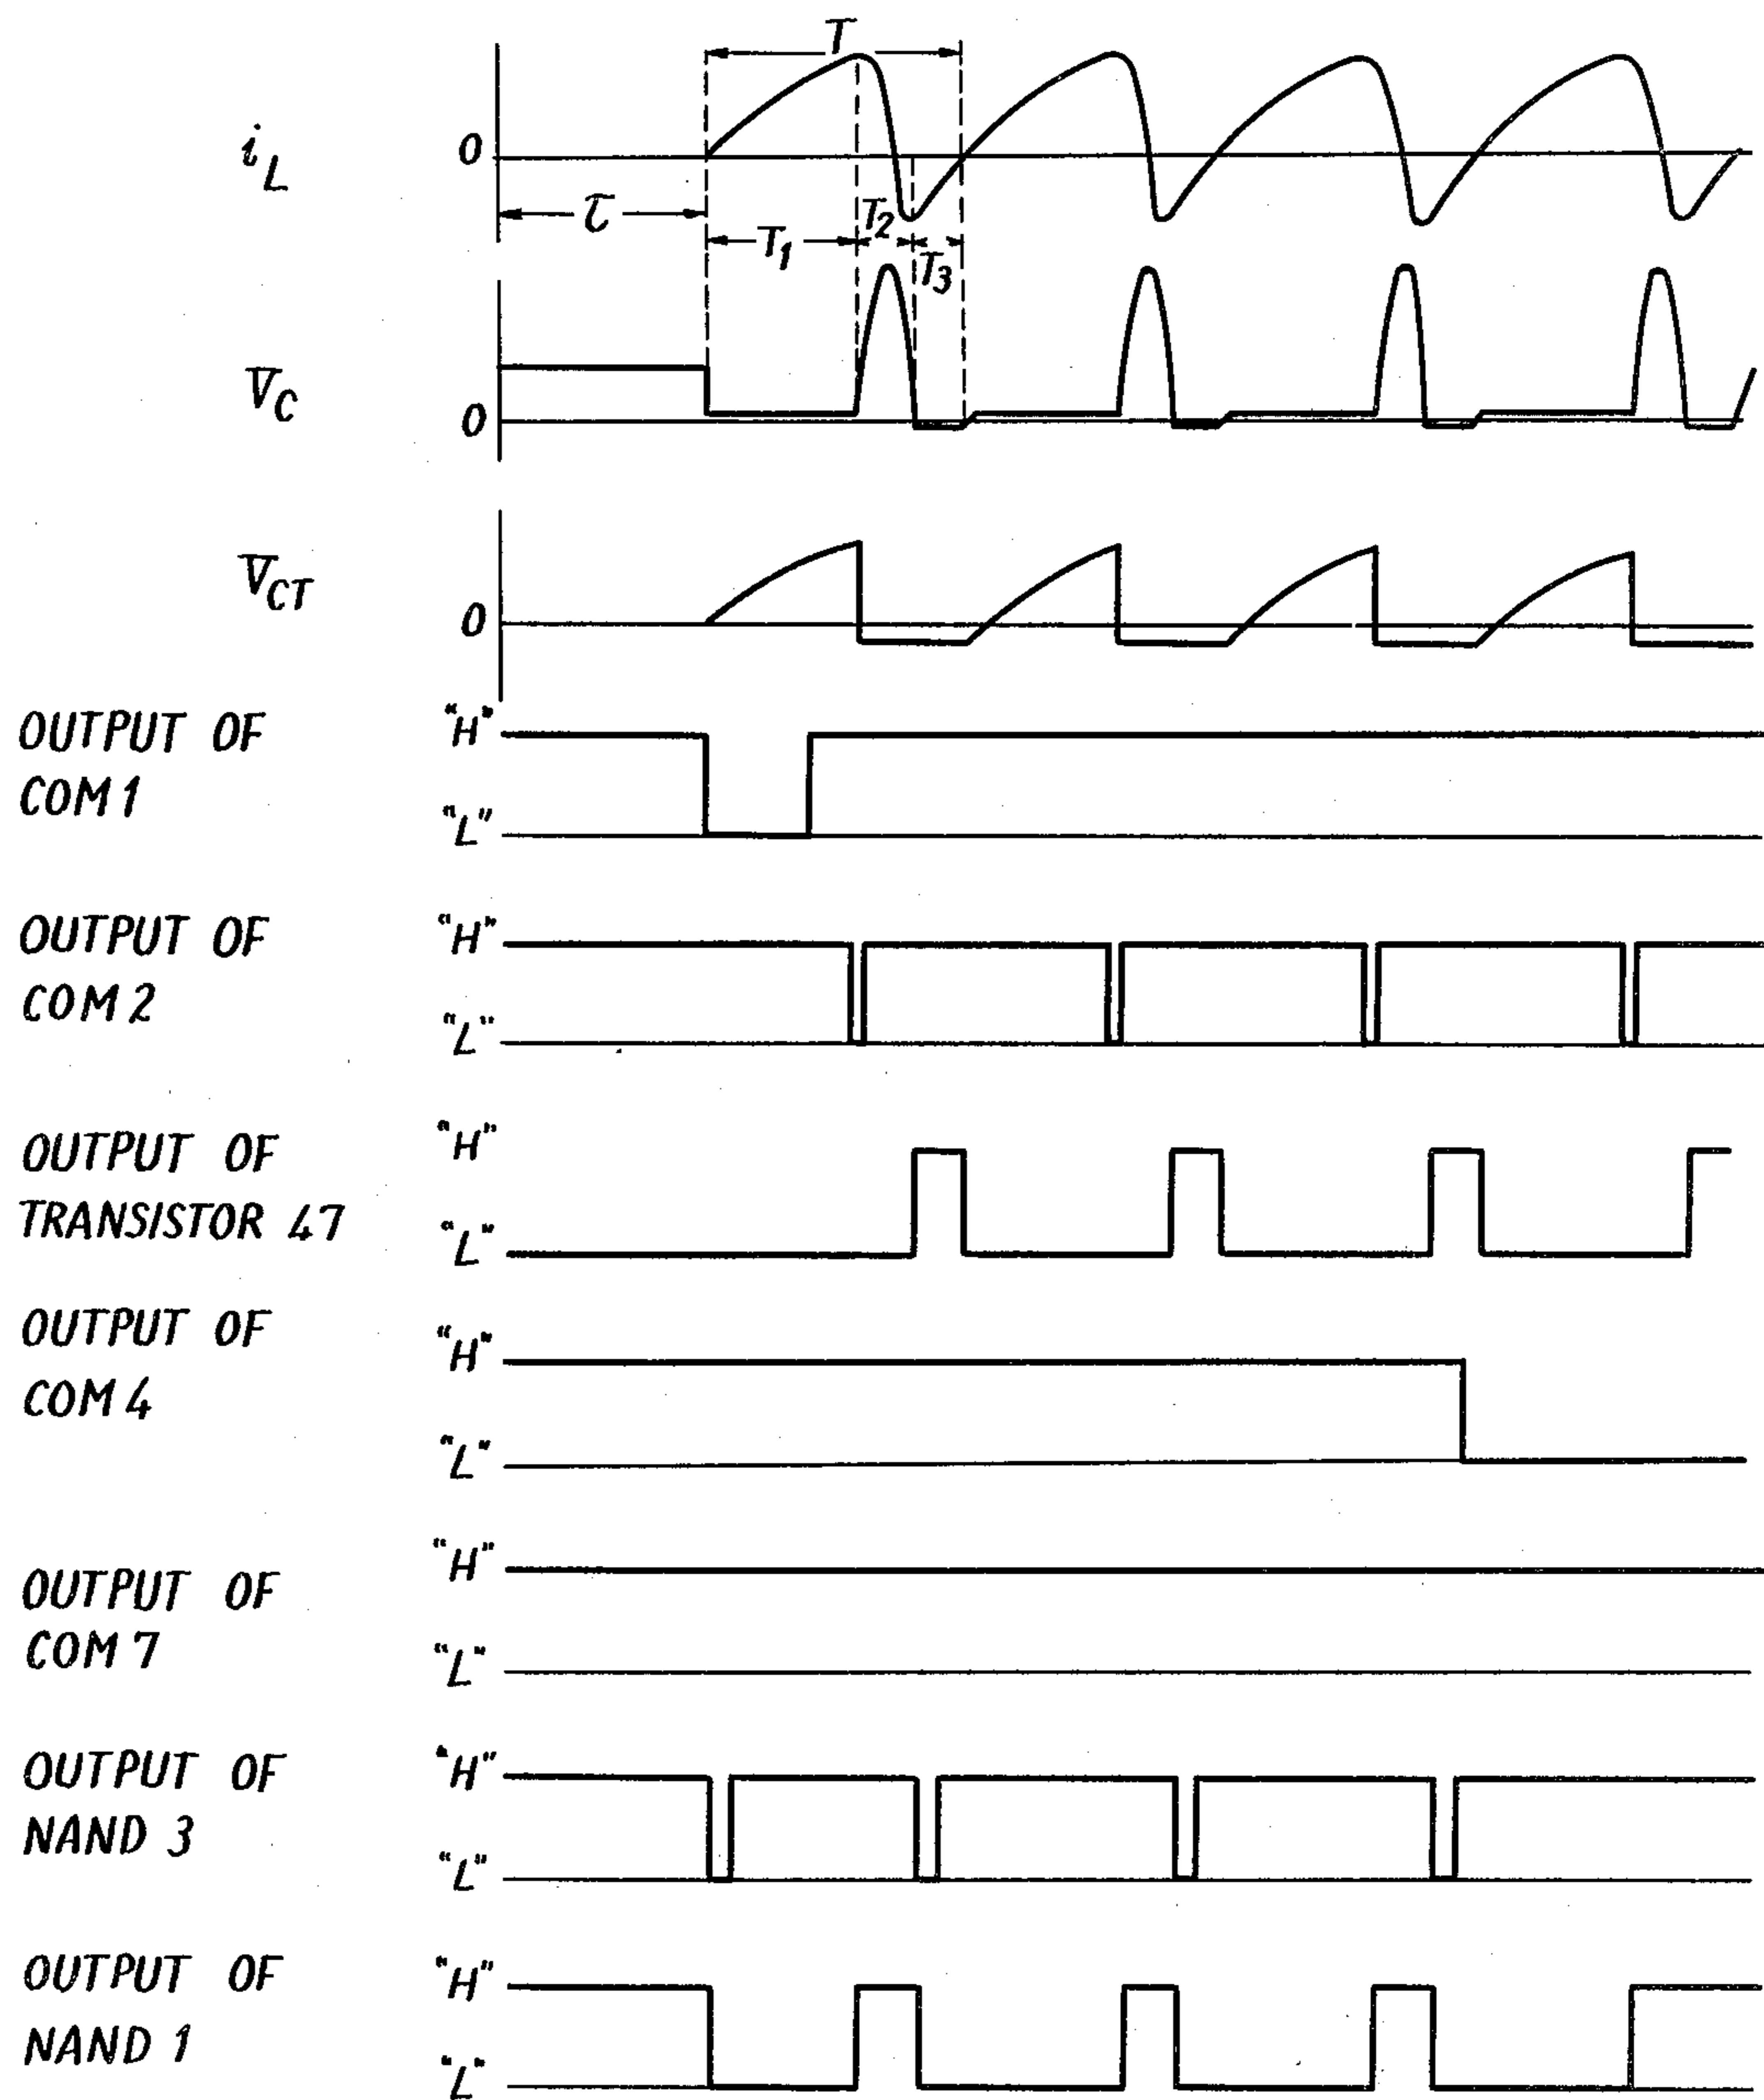 T
i_L
0
τ
T_1
T_2
T_3
V_C
0
V_CT
0
OUTPUT OF
COM 1
"H"
"L"
OUTPUT OF
COM 2
"H"
"L"
OUTPUT OF
TRANSISTOR 47
"H"
"L"
OUTPUT OF
COM 4
"H"
"L"
OUTPUT OF
COM 7
"H"
"L"
OUTPUT OF
NAND 3
"H"
"L"
OUTPUT OF
NAND 1
"H"
"L"